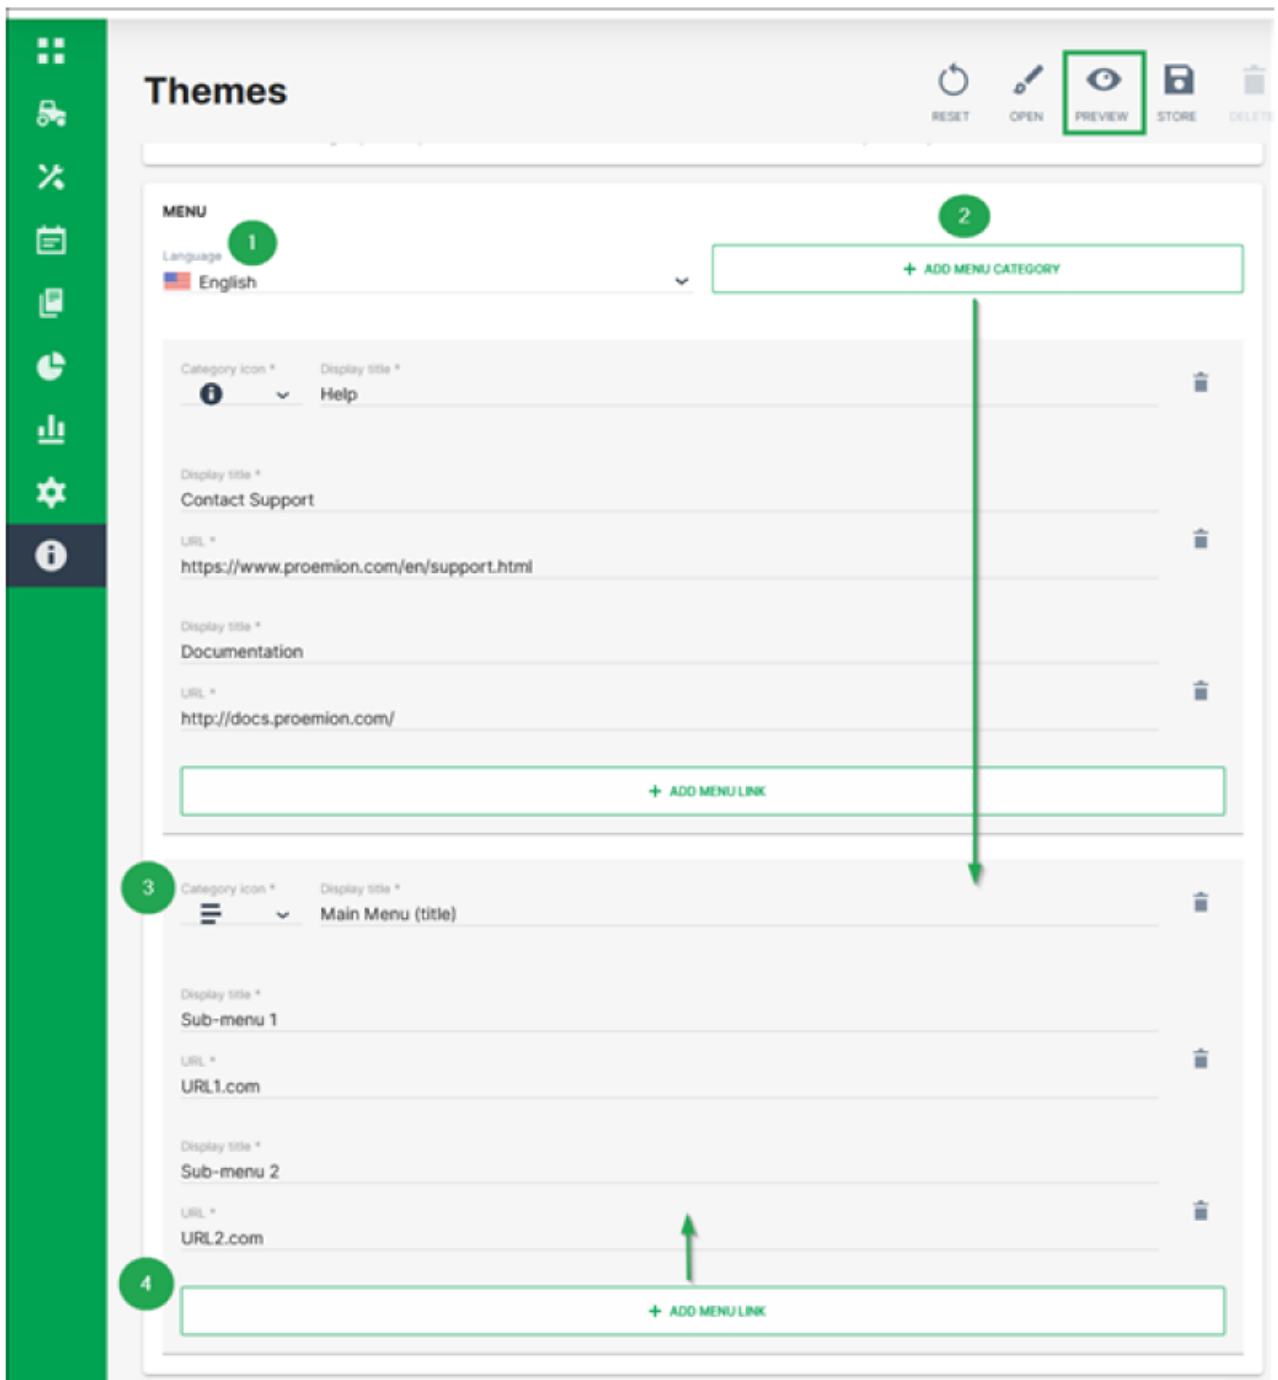 Themes
RESET
OPEN
PREVIEW
STORE
DELETE
MENU
1
2
Language
English
+ ADD MENU CATEGORY
Category icon *
Display title *
Help
Display title *
Contact Support
URL *
https://www.proemion.com/en/support.html
Display title *
Documentation
URL *
http://docs.proemion.com/
+ ADD MENU LINK
3
Category icon *
Display title *
Main Menu (title)
Display title *
Sub-menu 1
URL *
URL1.com
Display title *
Sub-menu 2
URL *
URL2.com
4
+ ADD MENU LINK